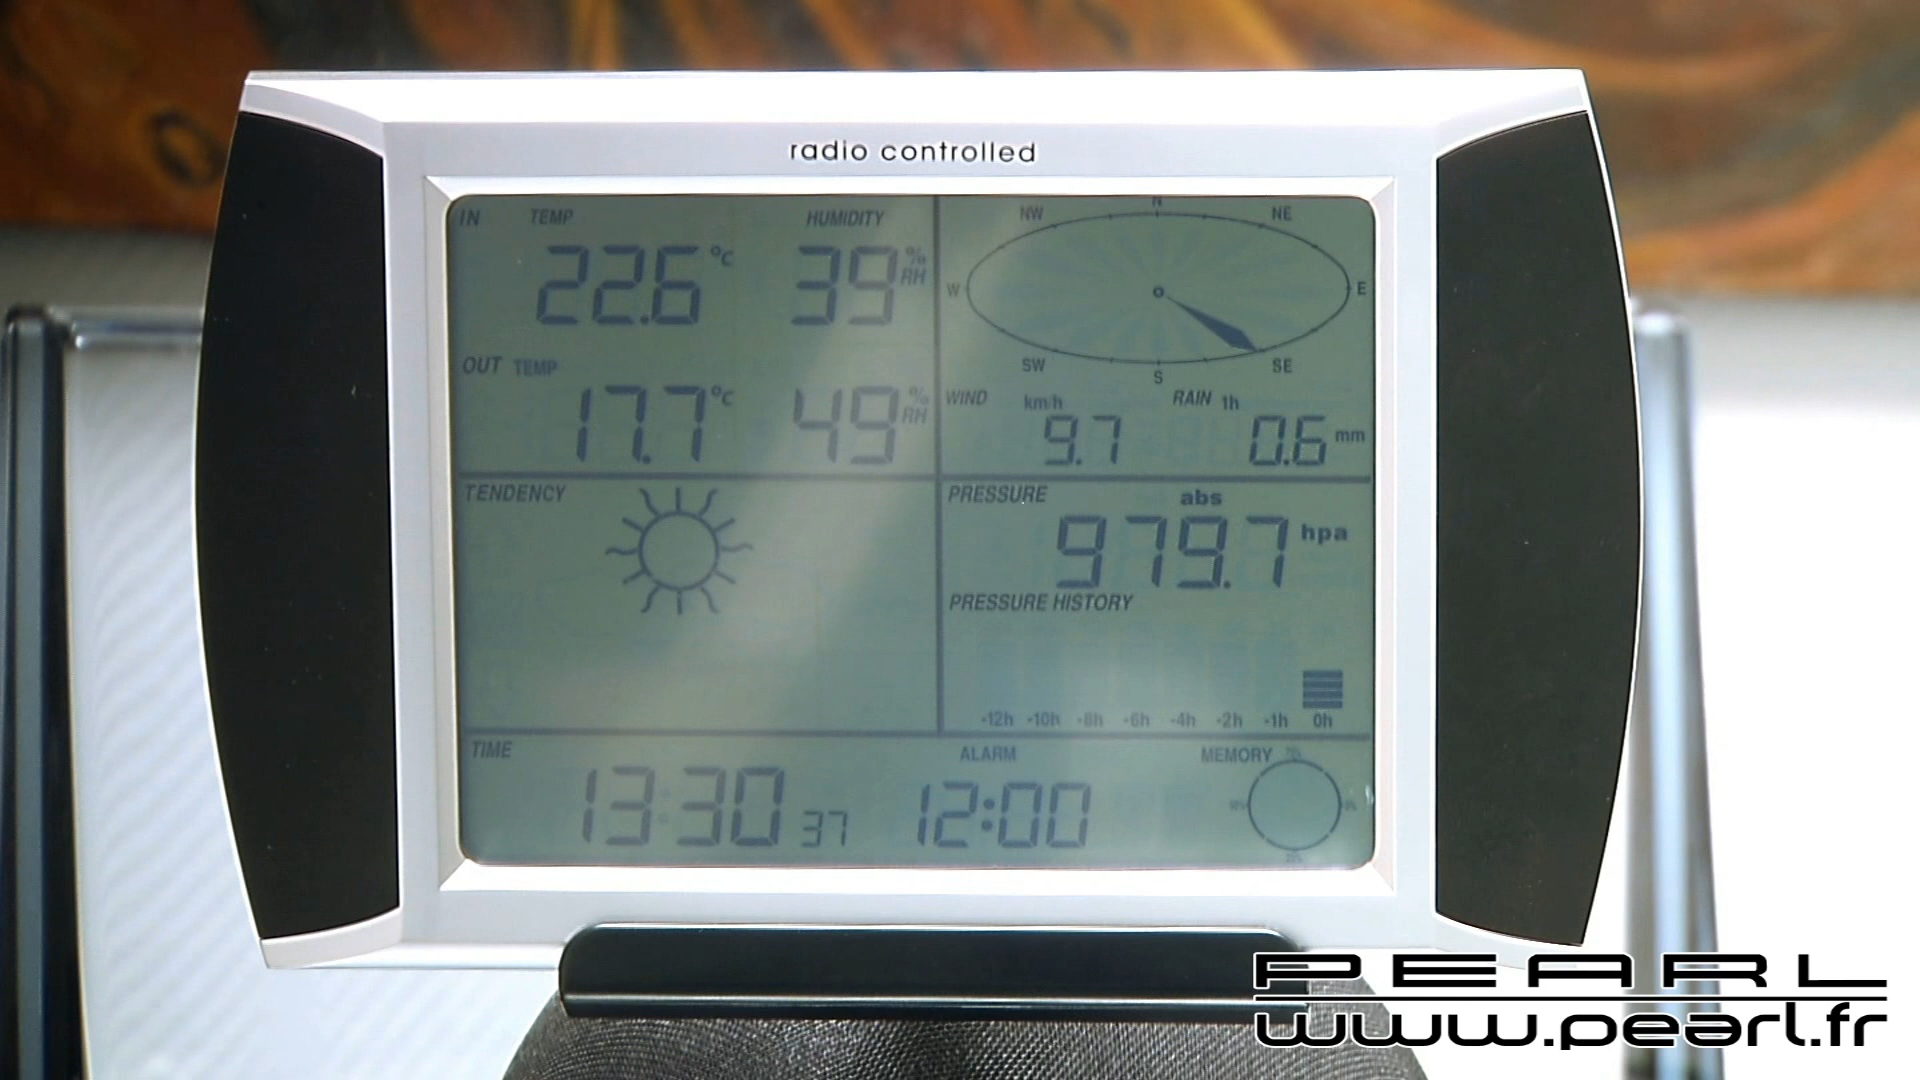 radio controlled
IN TEMP HUMIDITY
22.6 °C 39 % RH
OUT TEMP
17.7 °C 49 % RH
N
NW NE
W E
SW SE
S
WIND km/h RAIN 1h
9.7 0.6 mm
TENDENCY
PRESSURE abs
979.7 hpa
PRESSURE HISTORY
-12h -10h -8h -6h -4h -2h -1h 0h
TIME ALARM MEMORY
13:30 37 12:00
PEARL
www.pearl.fr